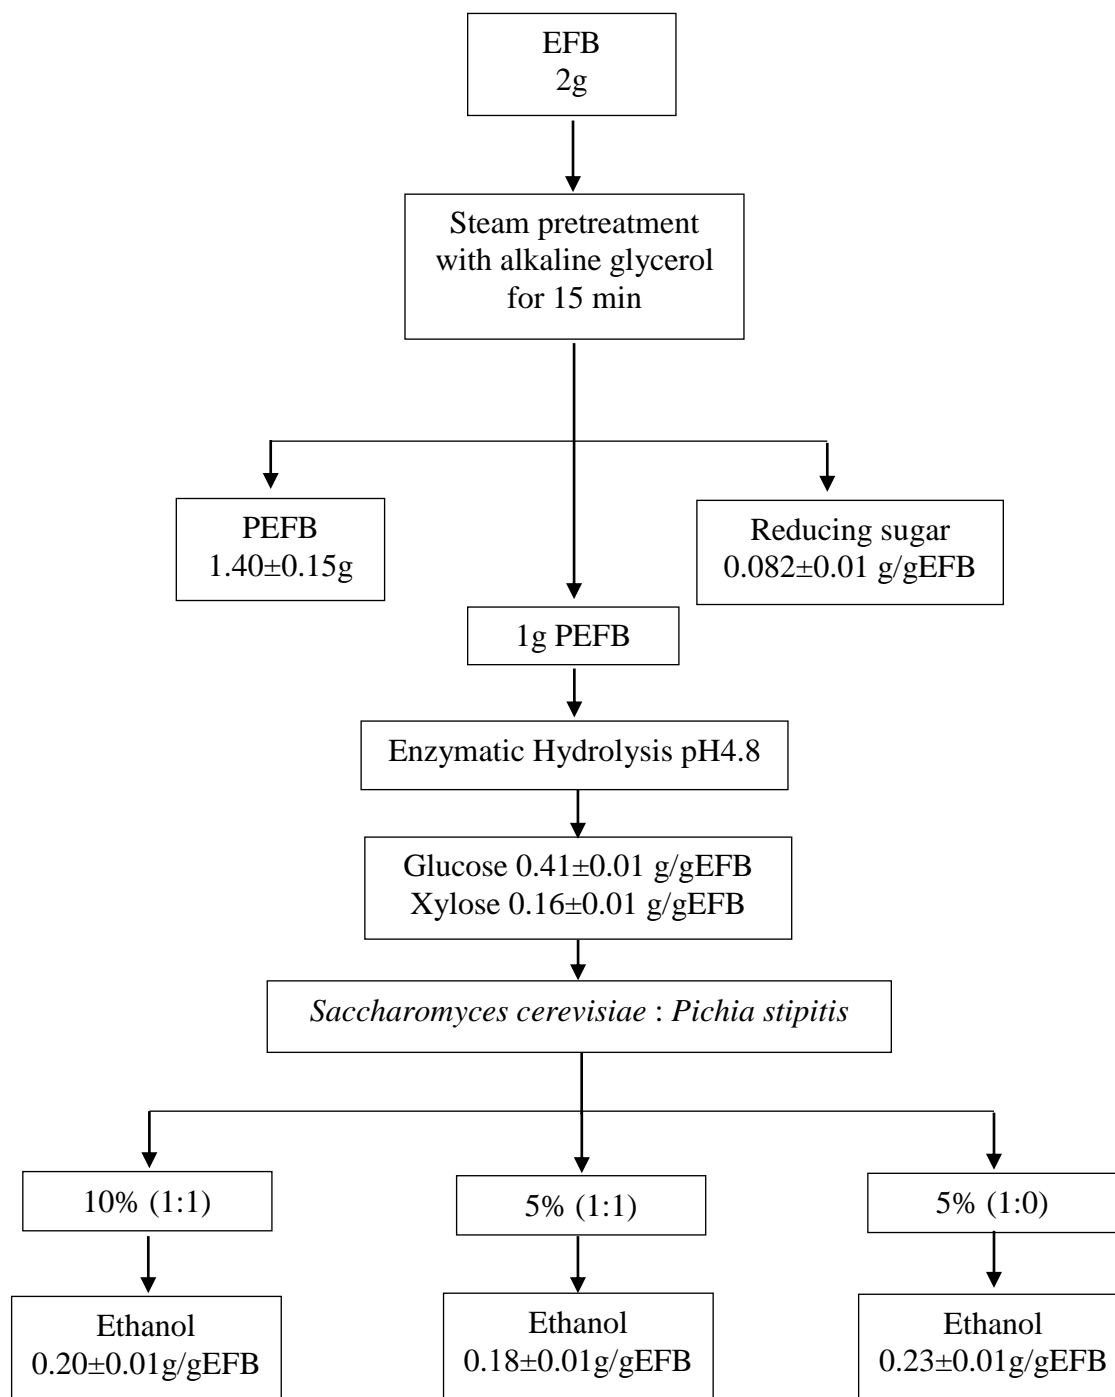 EFB
2g
Steam pretreatment
with alkaline glycerol
for 15 min
PEFB
1.40±0.15g
Reducing sugar
0.082±0.01 g/gEFB
1g PEFB
Enzymatic Hydrolysis pH4.8
Glucose 0.41±0.01 g/gEFB
Xylose 0.16±0.01 g/gEFB
Saccharomyces cerevisiae : Pichia stipitis
10% (1:1)
5% (1:1)
5% (1:0)
Ethanol
0.20±0.01g/gEFB
Ethanol
0.18±0.01g/gEFB
Ethanol
0.23±0.01g/gEFB